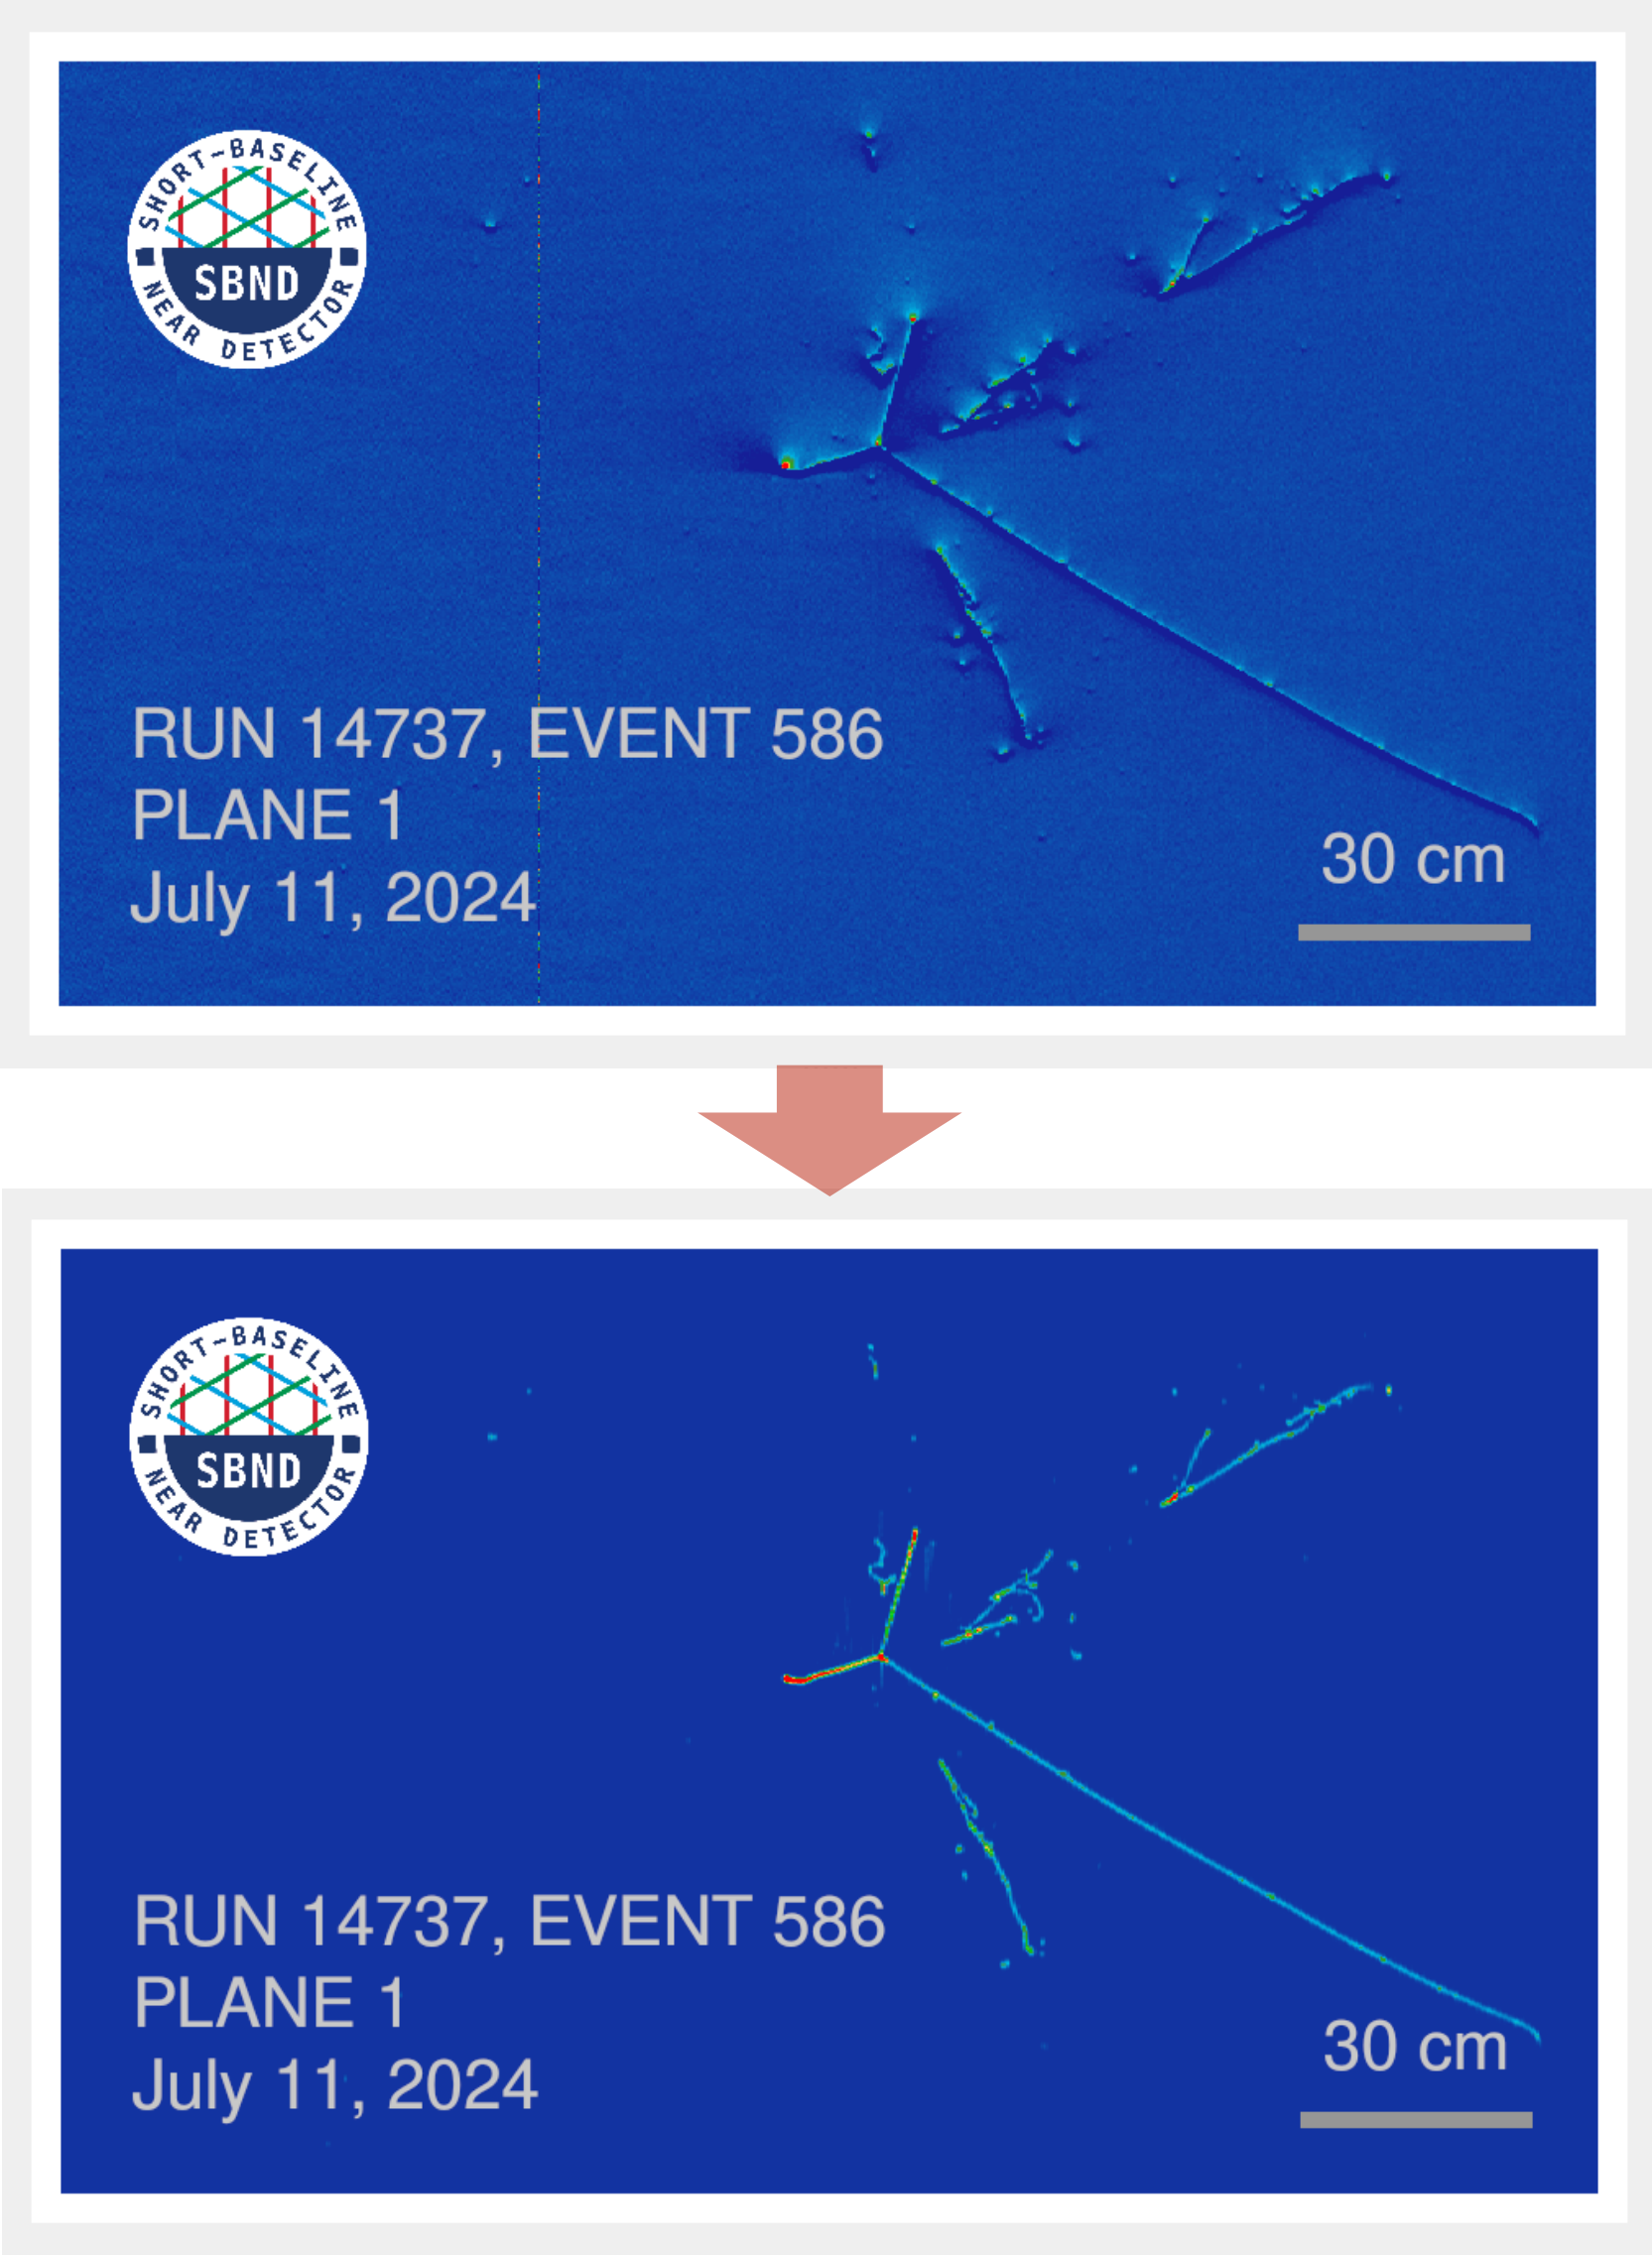 SHORT-BASELINE
SBND
NEAR DETECTOR
RUN 14737, EVENT 586
PLANE 1
July 11, 2024
30 cm
SHORT-BASELINE
SBND
NEAR DETECTOR
RUN 14737, EVENT 586
PLANE 1
July 11, 2024
30 cm